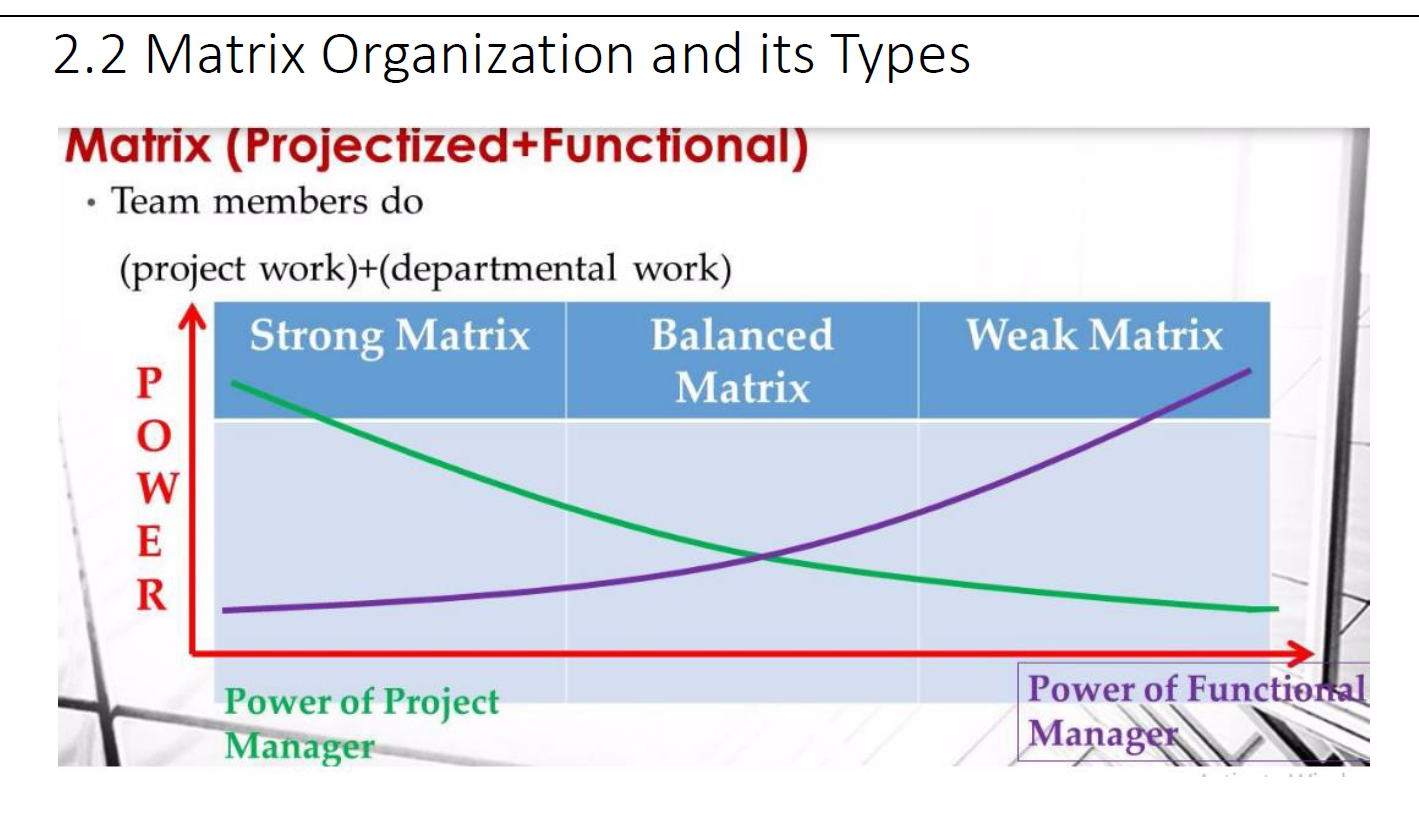 2.2 Matrix Organization and its Types
Matrix (Projectized+Functional)
• Team members do
(project work)+(departmental work)
Strong Matrix
Balanced
Matrix
Weak Matrix
P
O
W
E
R
Power of Project
Manager
Power of Functional
Manager